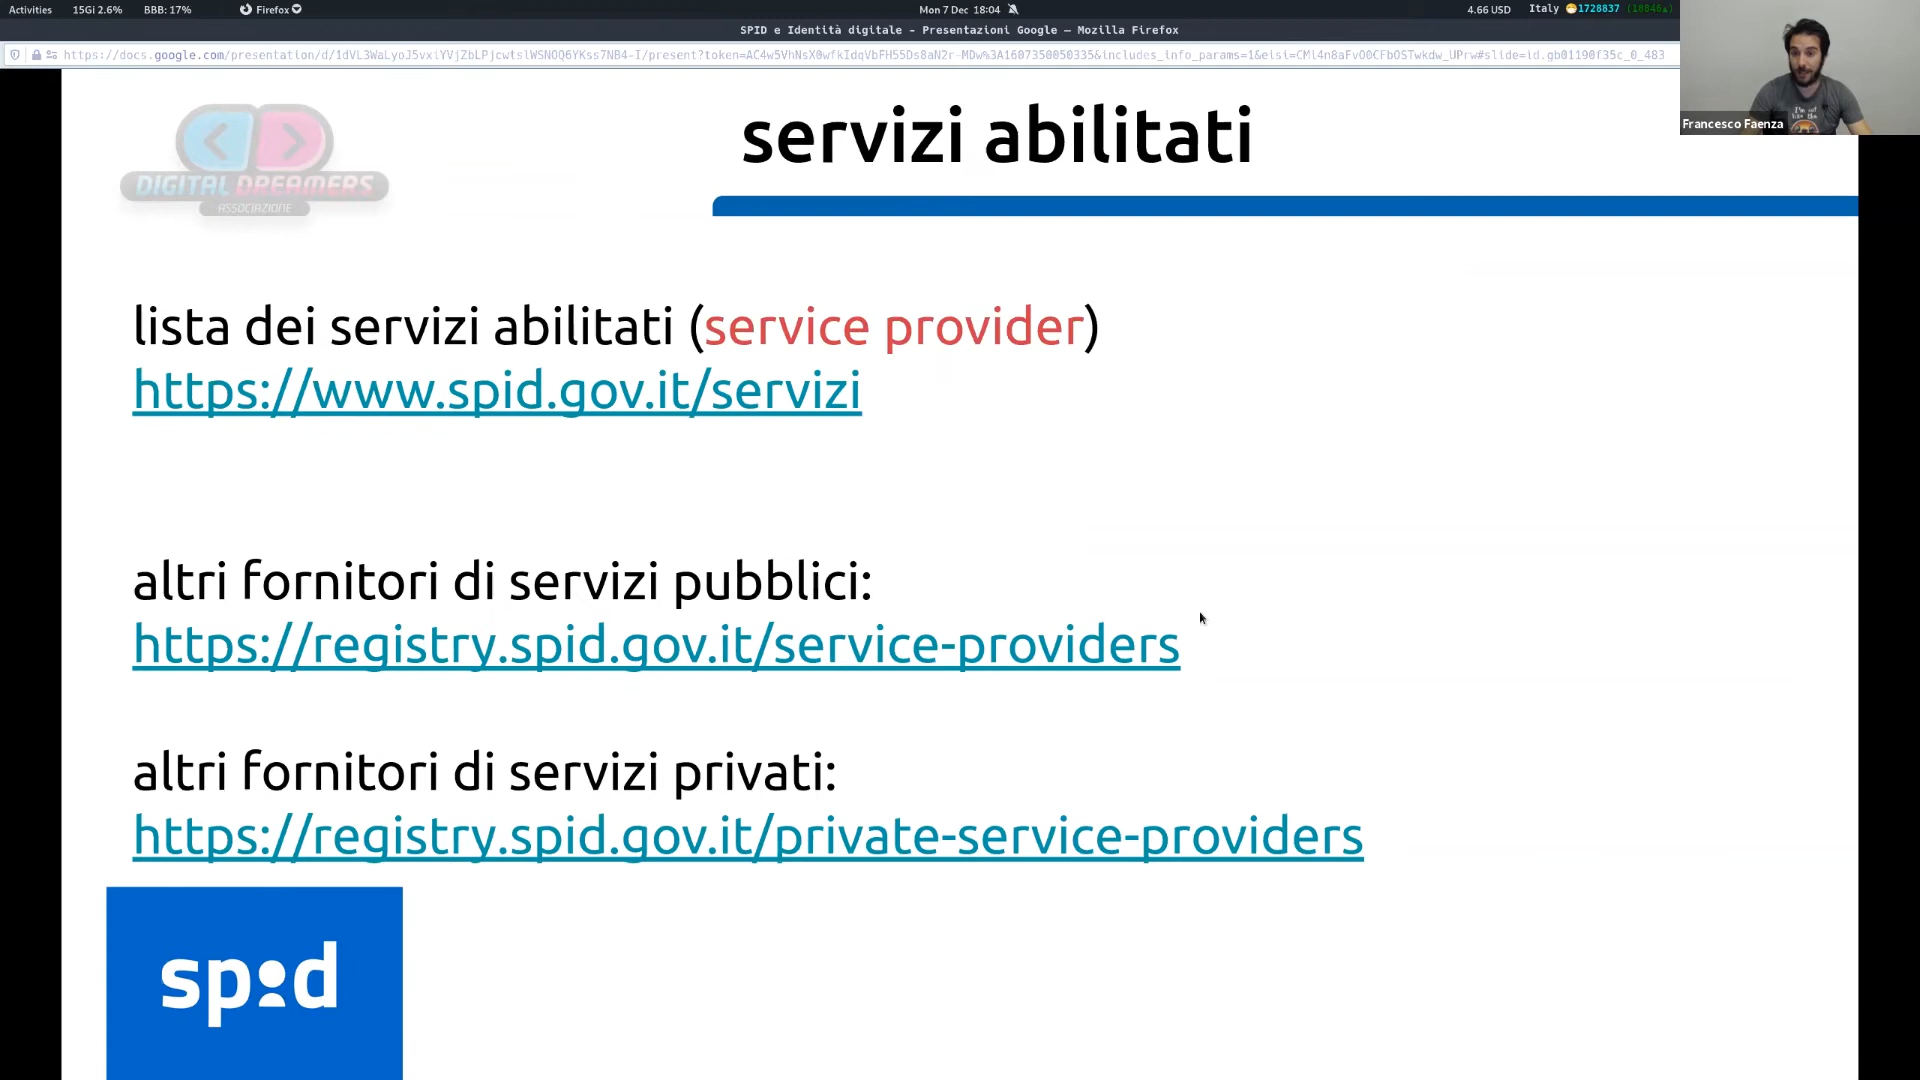 Activities 15Gi 2.6% BBB: 17% Firefox Mon 7 Dec 18:04 4.66 USD Italy 1728837 (18846▲)
SPID e Identità digitale - Presentazioni Google — Mozilla Firefox
Francesco Faenza
servizi abilitati
DIGITAL DREAMERS
ASSOCIAZIONE
lista dei servizi abilitati (service provider)
https://www.spid.gov.it/servizi
altri fornitori di servizi pubblici:
https://registry.spid.gov.it/service-providers
altri fornitori di servizi privati:
https://registry.spid.gov.it/private-service-providers
spid